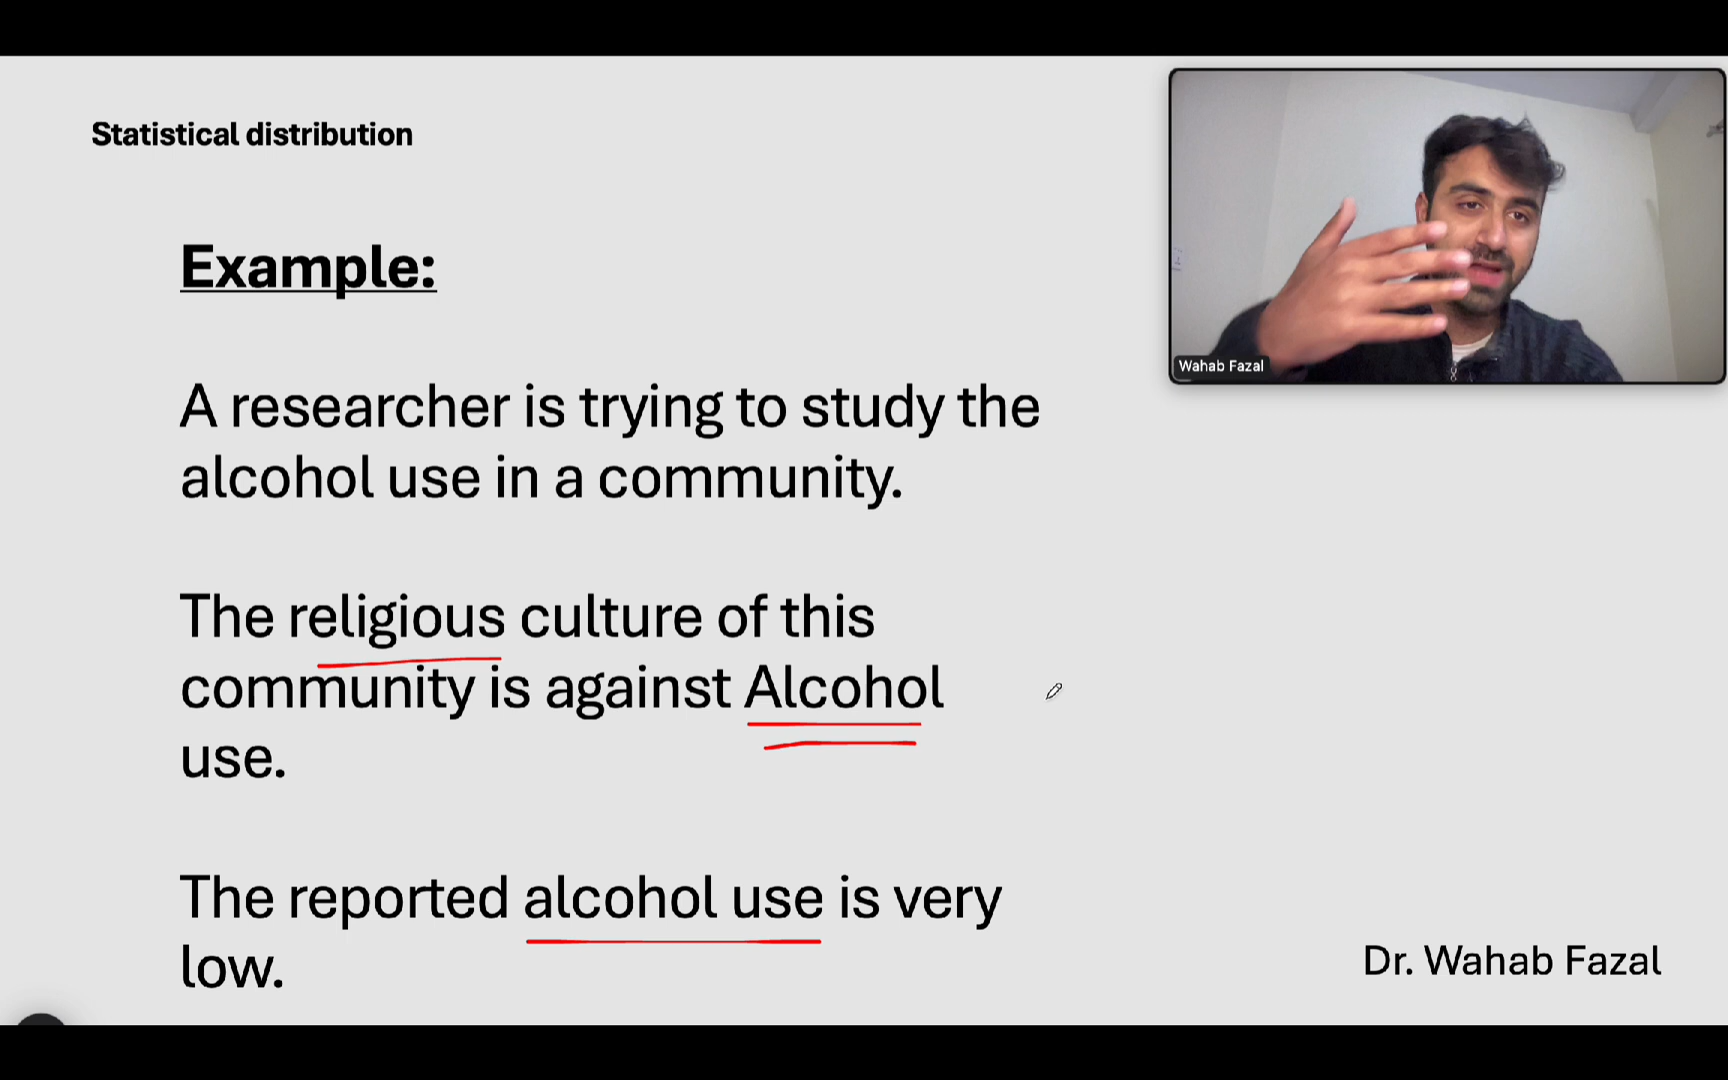 Statistical distribution
Example:
A researcher is trying to study the
alcohol use in a community.
The religious culture of this
community is against Alcohol
use.
The reported alcohol use is very
low.
Wahab Fazal
Dr. Wahab Fazal